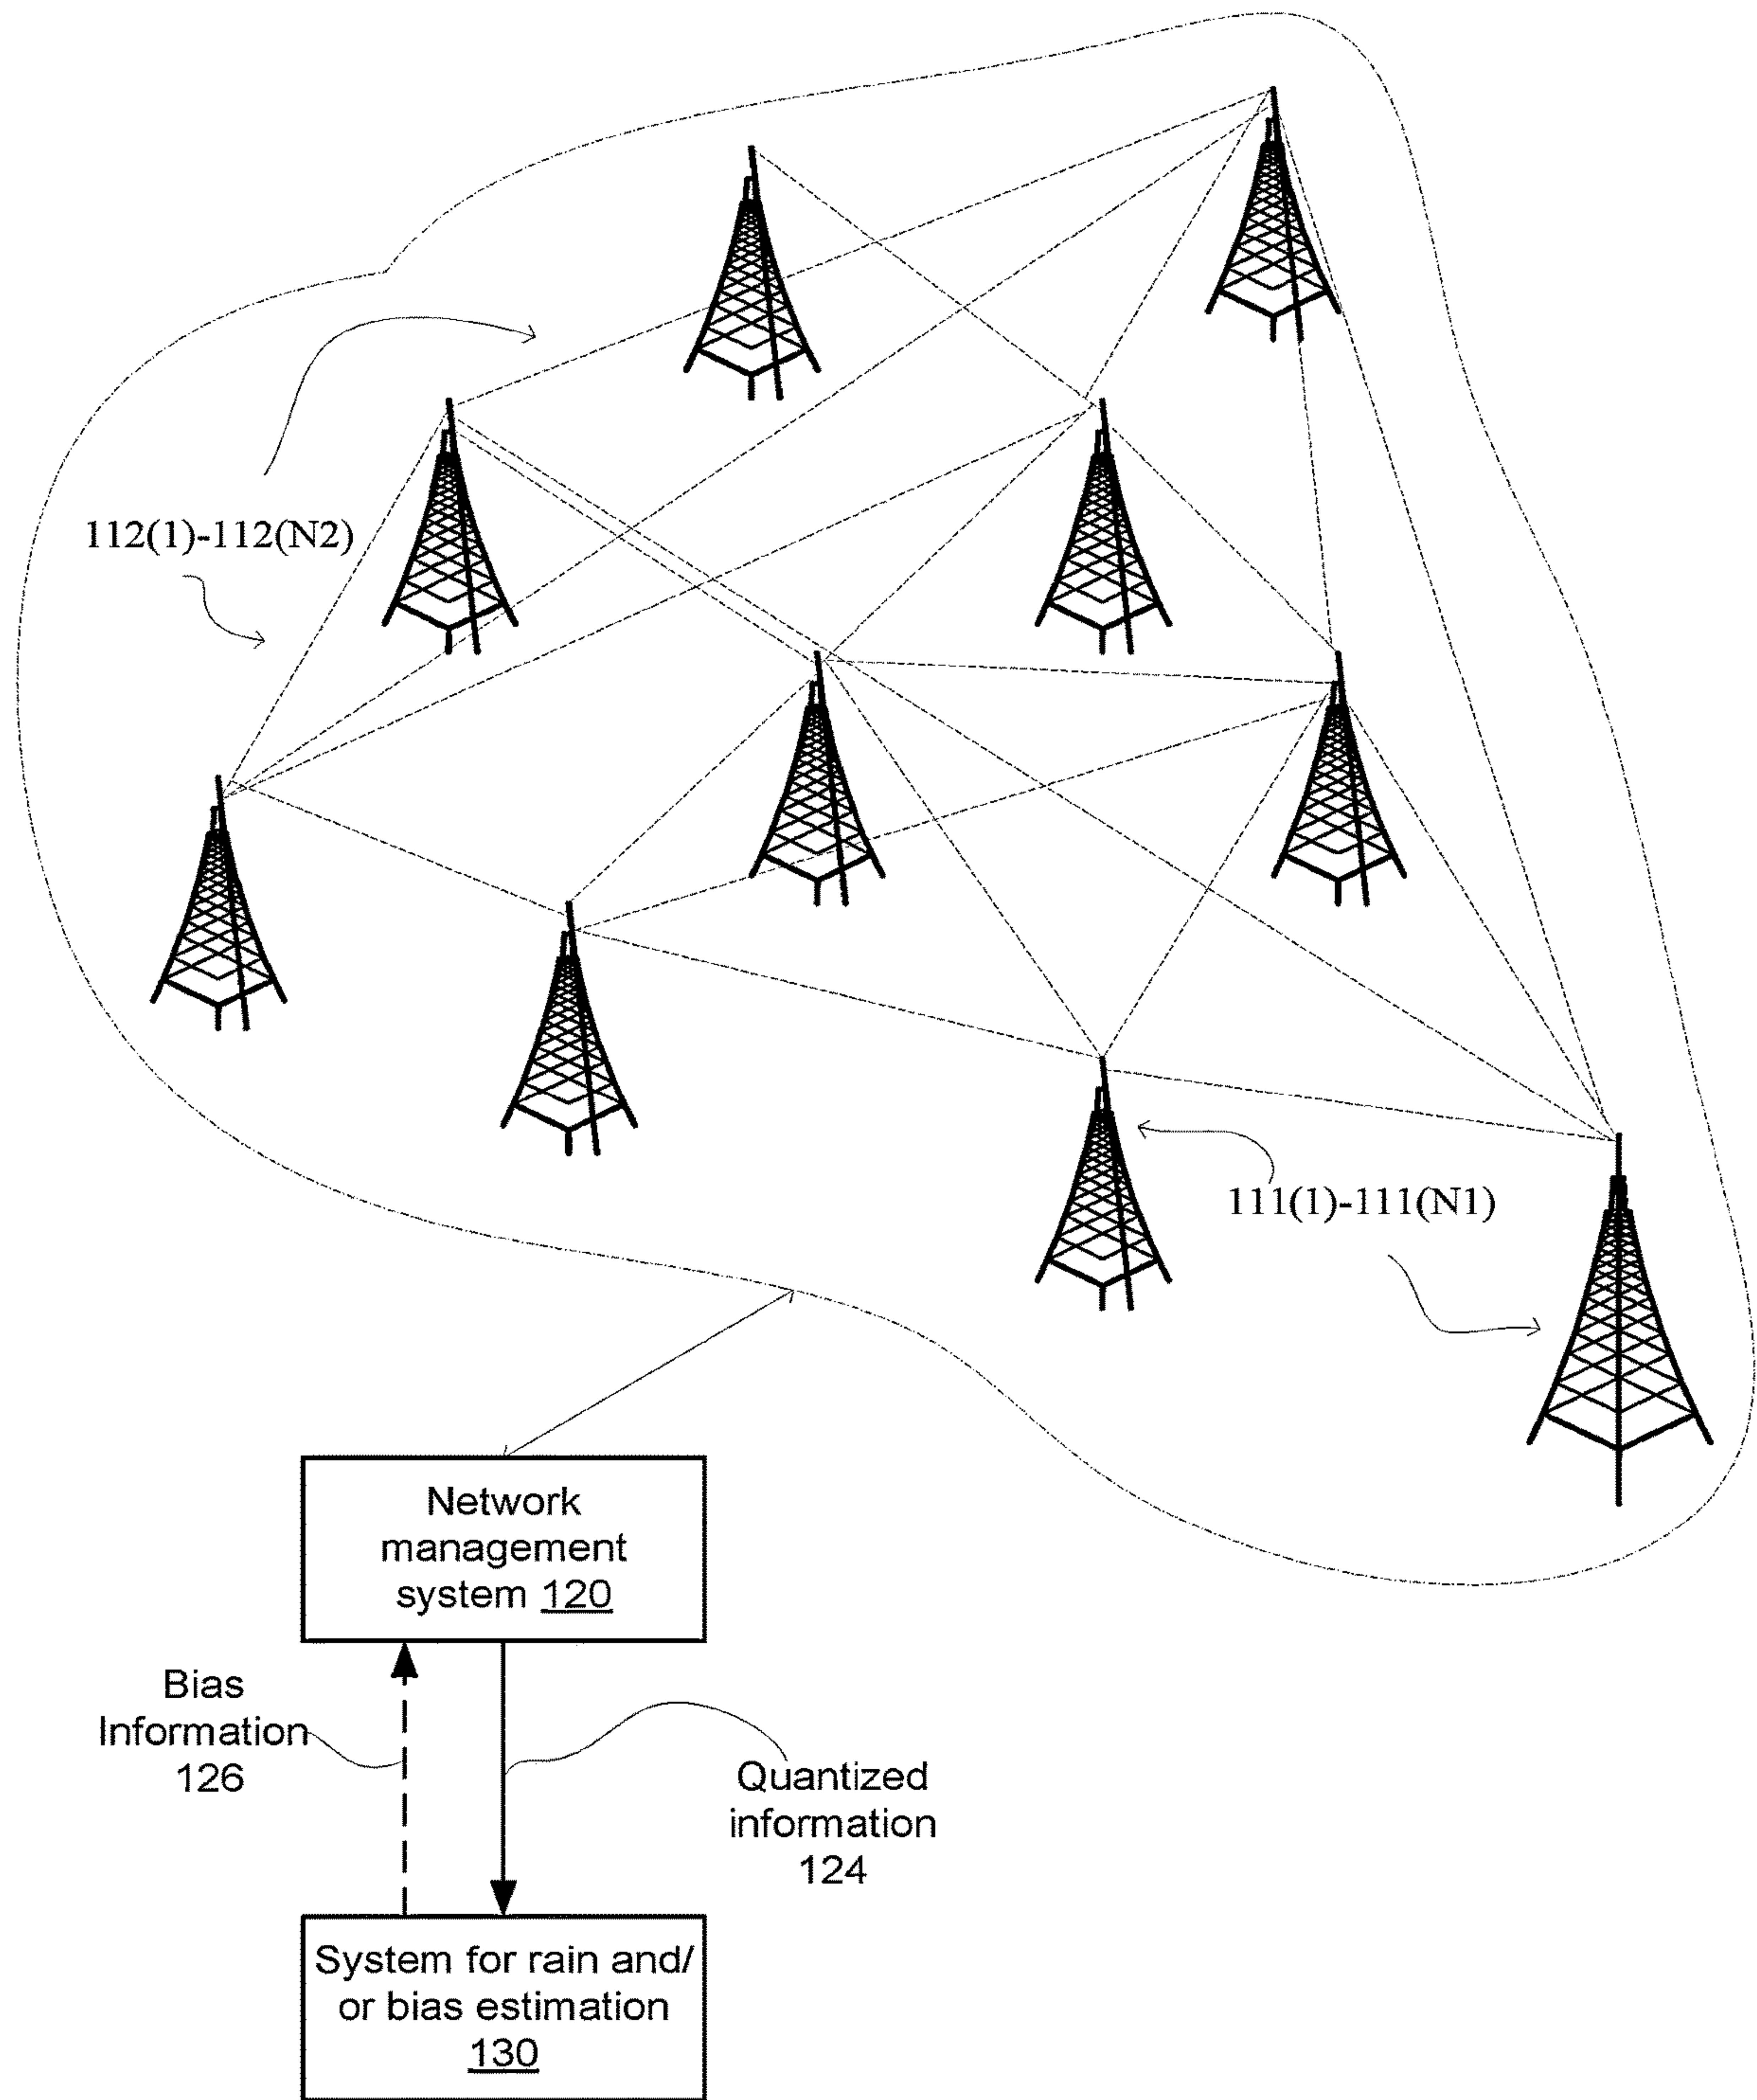 112(1)-112(N2)
111(1)-111(N1)
Network
management
system 120
Bias
Information
126
Quantized
information
124
System for rain and/
or bias estimation
130